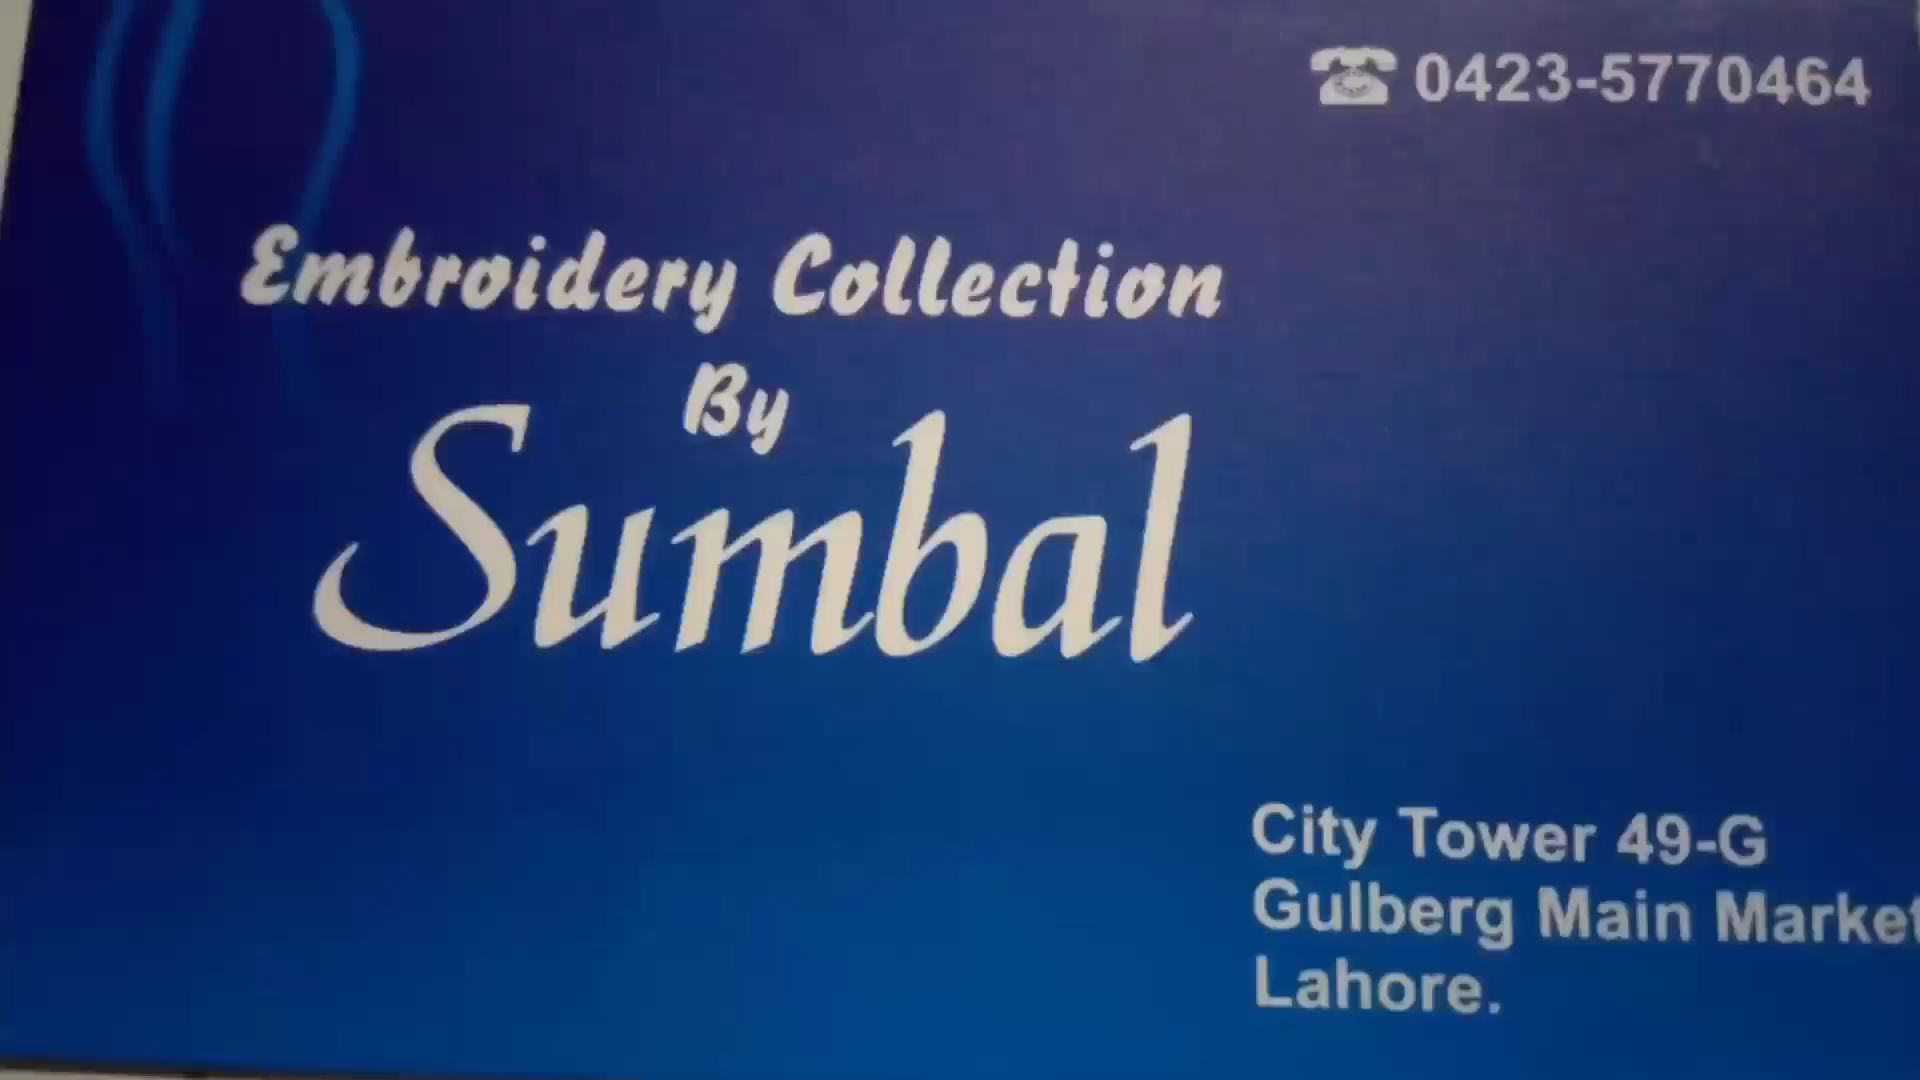 0423-5770464
Embroidery Collection
By
Sumbal
City Tower 49-G
Gulberg Main Market
Lahore.